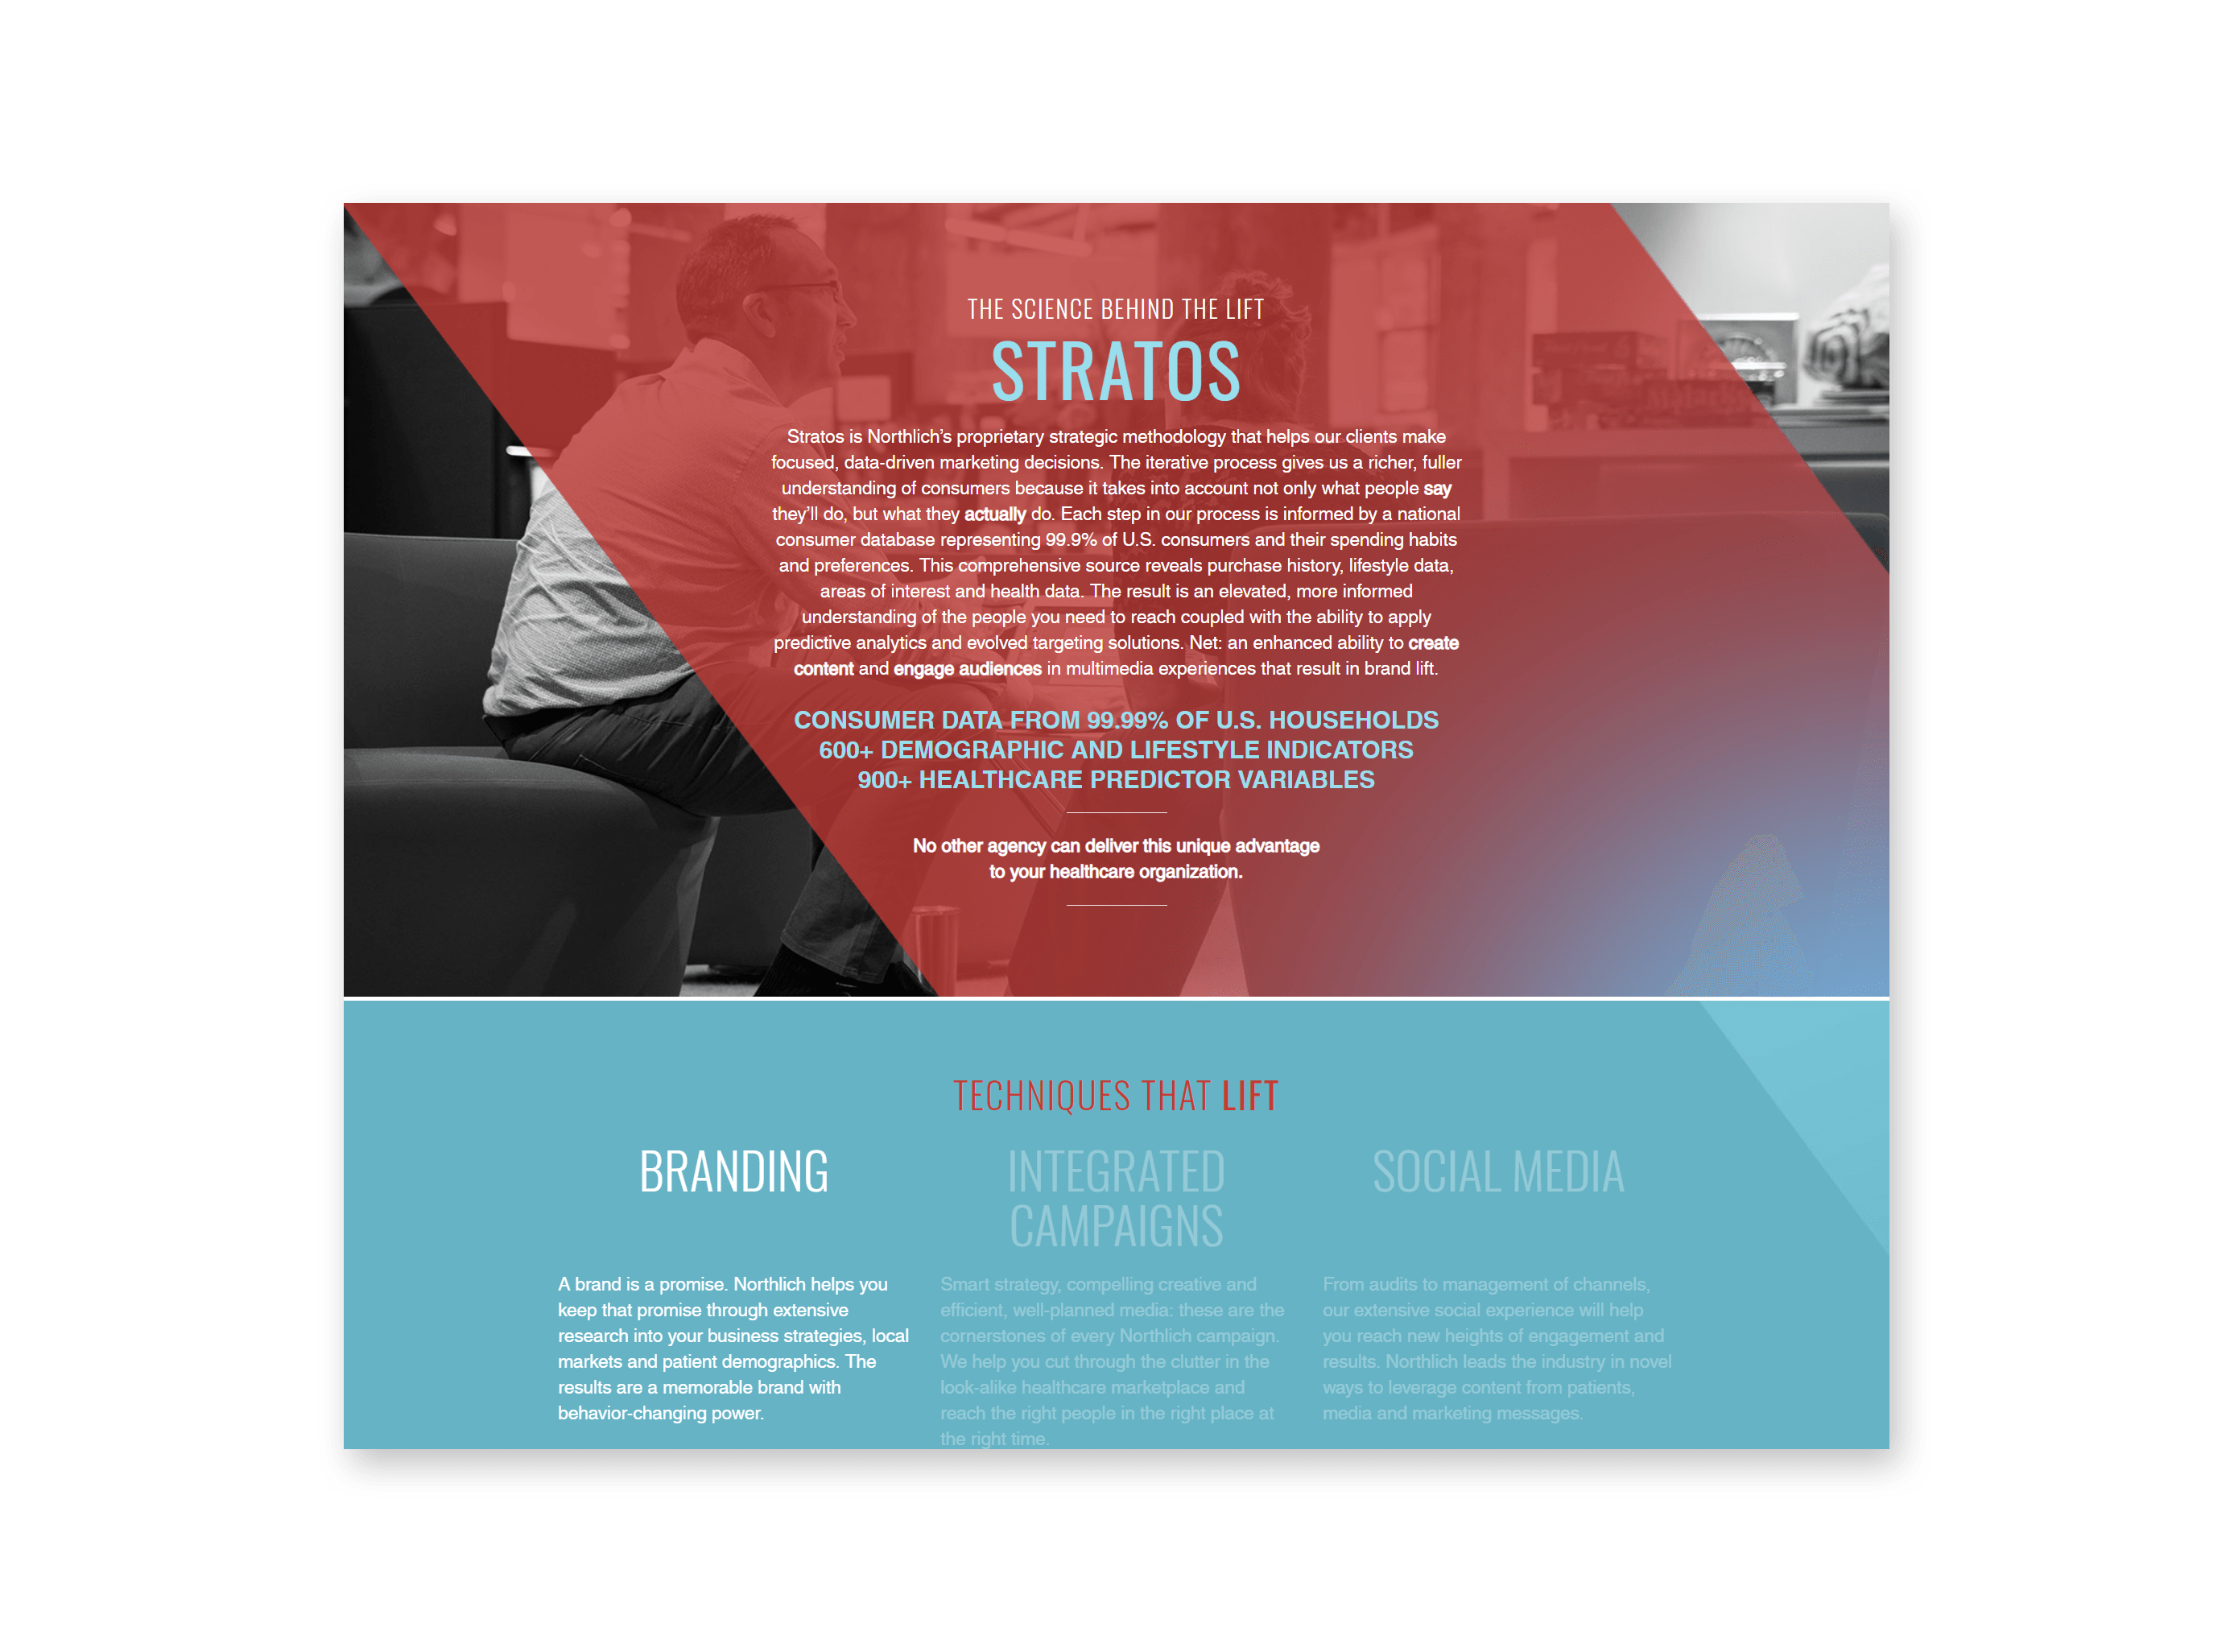 THE SCIENCE BEHIND THE LIFT
STRATOS
Stratos is Northlich’s proprietary strategic methodology that helps our clients make
focused, data-driven marketing decisions. The iterative process gives us a richer, fuller
understanding of consumers because it takes into account not only what people say
they’ll do, but what they actually do. Each step in our process is informed by a national
consumer database representing 99.9% of U.S. consumers and their spending habits
and preferences. This comprehensive source reveals purchase history, lifestyle data,
areas of interest and health data. The result is an elevated, more informed
understanding of the people you need to reach coupled with the ability to apply
predictive analytics and evolved targeting solutions. Net: an enhanced ability to create
content and engage audiences in multimedia experiences that result in brand lift.
CONSUMER DATA FROM 99.99% OF U.S. HOUSEHOLDS
600+ DEMOGRAPHIC AND LIFESTYLE INDICATORS
900+ HEALTHCARE PREDICTOR VARIABLES
No other agency can deliver this unique advantage
to your healthcare organization.
TECHNIQUES THAT LIFT
BRANDING
A brand is a promise. Northlich helps you
keep that promise through extensive
research into your business strategies, local
markets and patient demographics. The
results are a memorable brand with
behavior-changing power.
INTEGRATED
CAMPAIGNS
Smart strategy, compelling creative and
efficient, well-planned media: these are the
cornerstones of every Northlich campaign.
We help you cut through the clutter in the
look-alike healthcare marketplace and
reach the right people in the right place at
the right time.
SOCIAL MEDIA
From audits to management of channels,
our extensive social experience will help
you reach new heights of engagement and
results. Northlich leads the industry in novel
ways to leverage content from patients,
media and marketing messages.